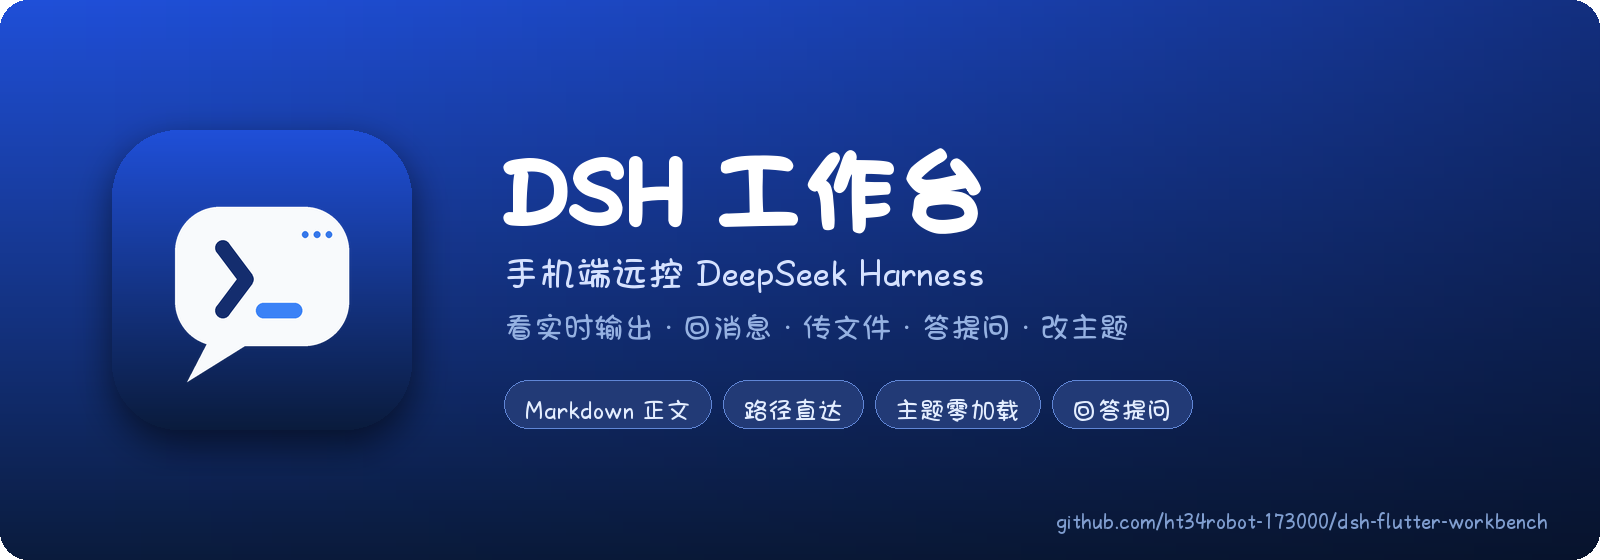 DSH 工作台
手机端远控 DeepSeek Harness
看实时输出 · 回消息 · 传文件 · 答提问 · 改主题
Markdown 正文 路径直达 主题零加载 回答提问
github.com/ht34robot-173000/dsh-flutter-workbench